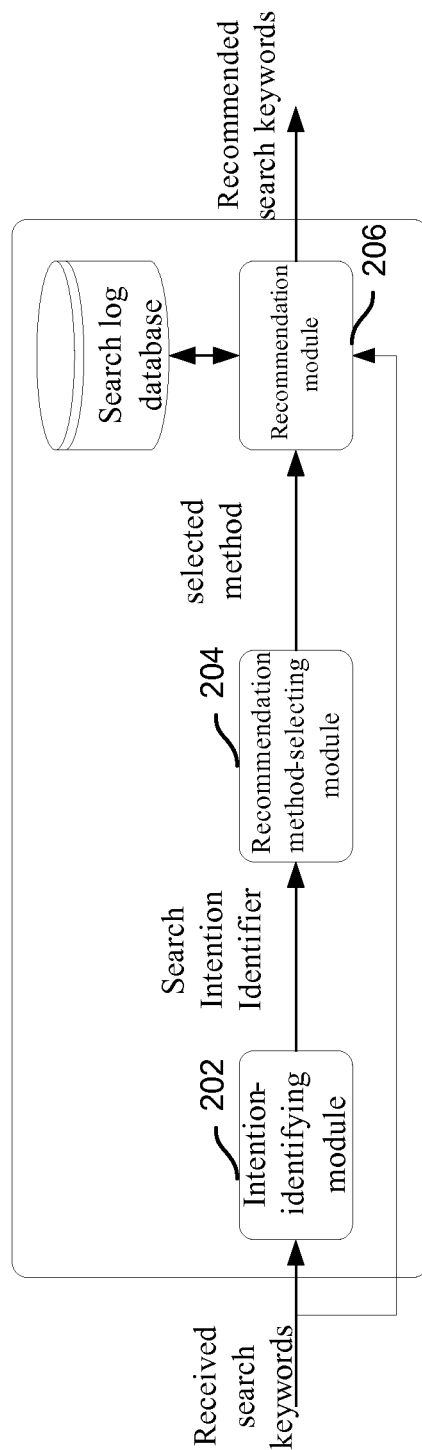 Received
search
keywords
202
Intention-
identifying
module
Search
Intention
Identifier
204
Recommendation
method-selecting
module
selected
method
Search log
database
Recommendation
module
206
Recommended
search keywords